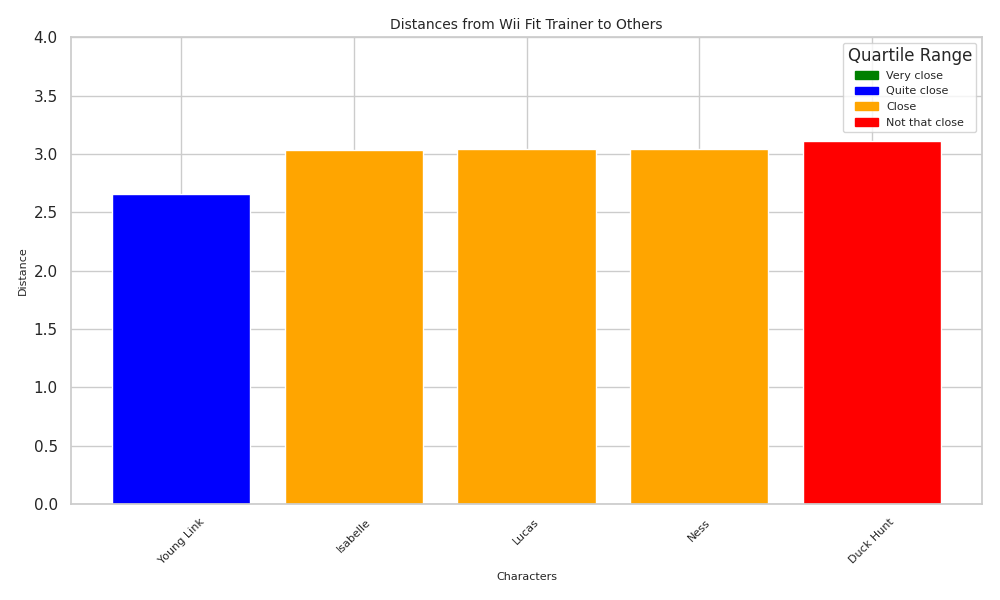 Distances from Wii Fit Trainer to Others
Quartile Range
Very close
Quite close
Close
Not that close
Distance
4.0
3.5
3.0
2.5
2.0
1.5
1.0
0.5
0.0
Young Link
Isabelle
Lucas
Ness
Duck Hunt
Characters